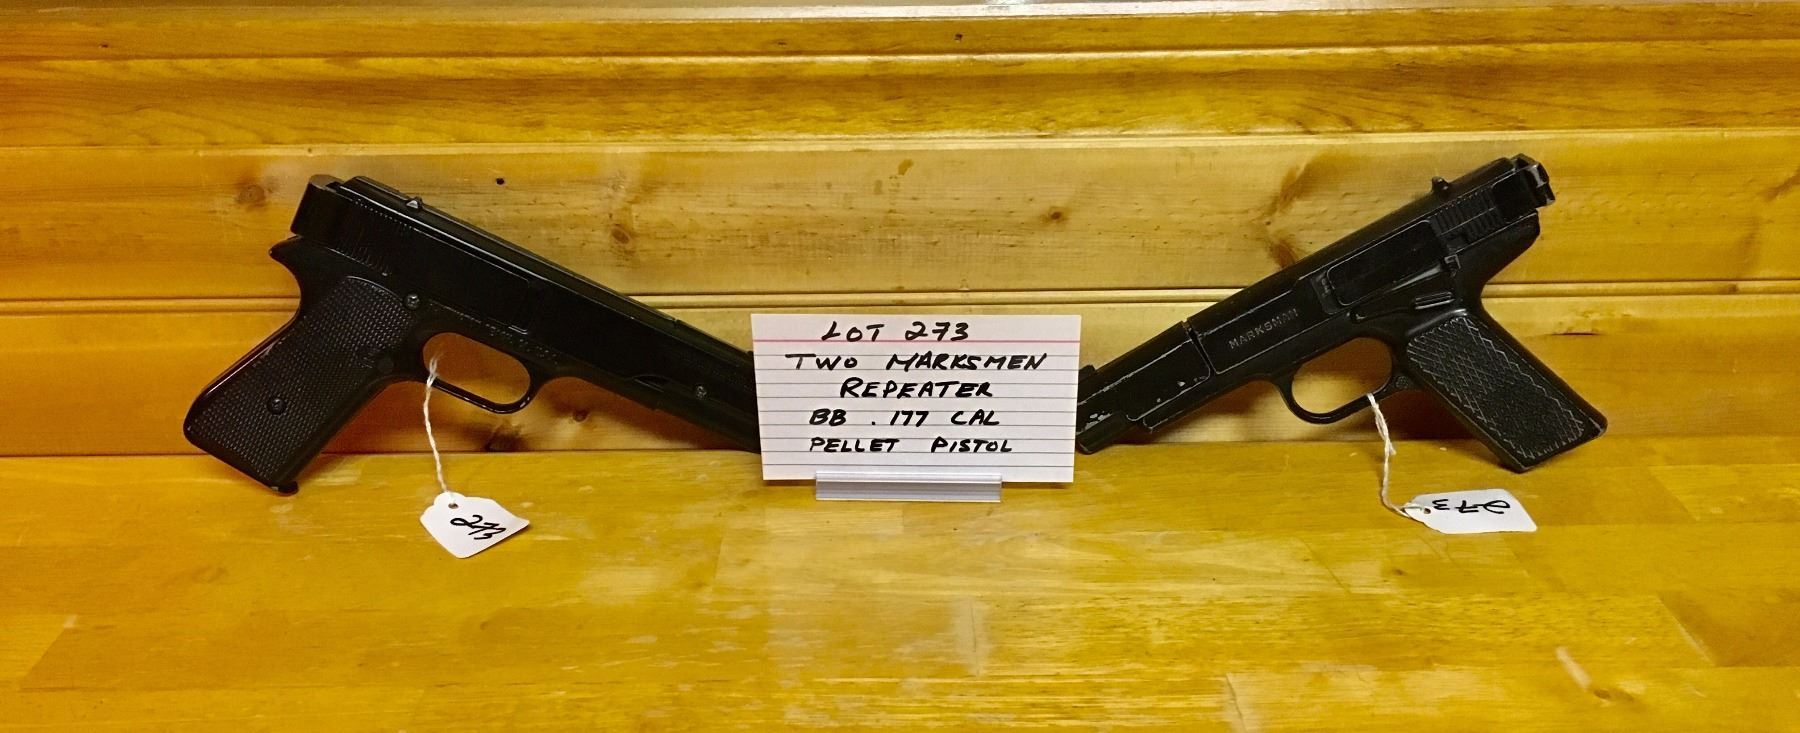 LOT 273
TWO MARKSMEN
REPEATER
BB .177 CAL
PELLET PISTOL
MARKSMAN
273
273